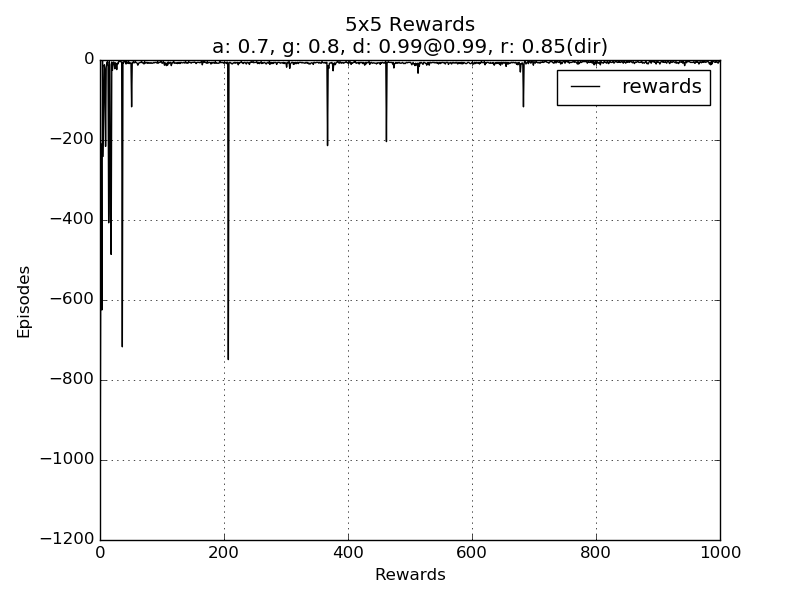 5x5 Rewards
a: 0.7, g: 0.8, d: 0.99@0.99, r: 0.85(dir)
rewards
0
−200
−400
−600
−800
−1000
−1200
Episodes
0 200 400 600 800 1000
Rewards